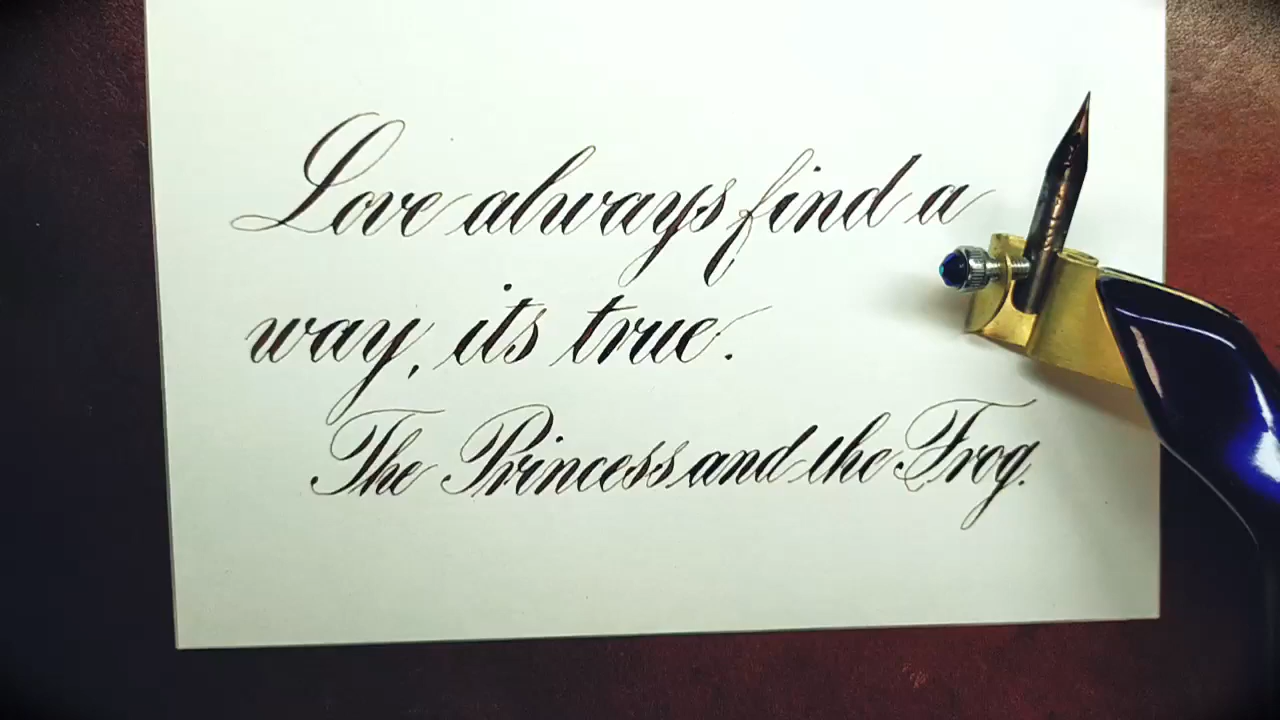 Love always find a
way, its true.
The Princess and the Frog.